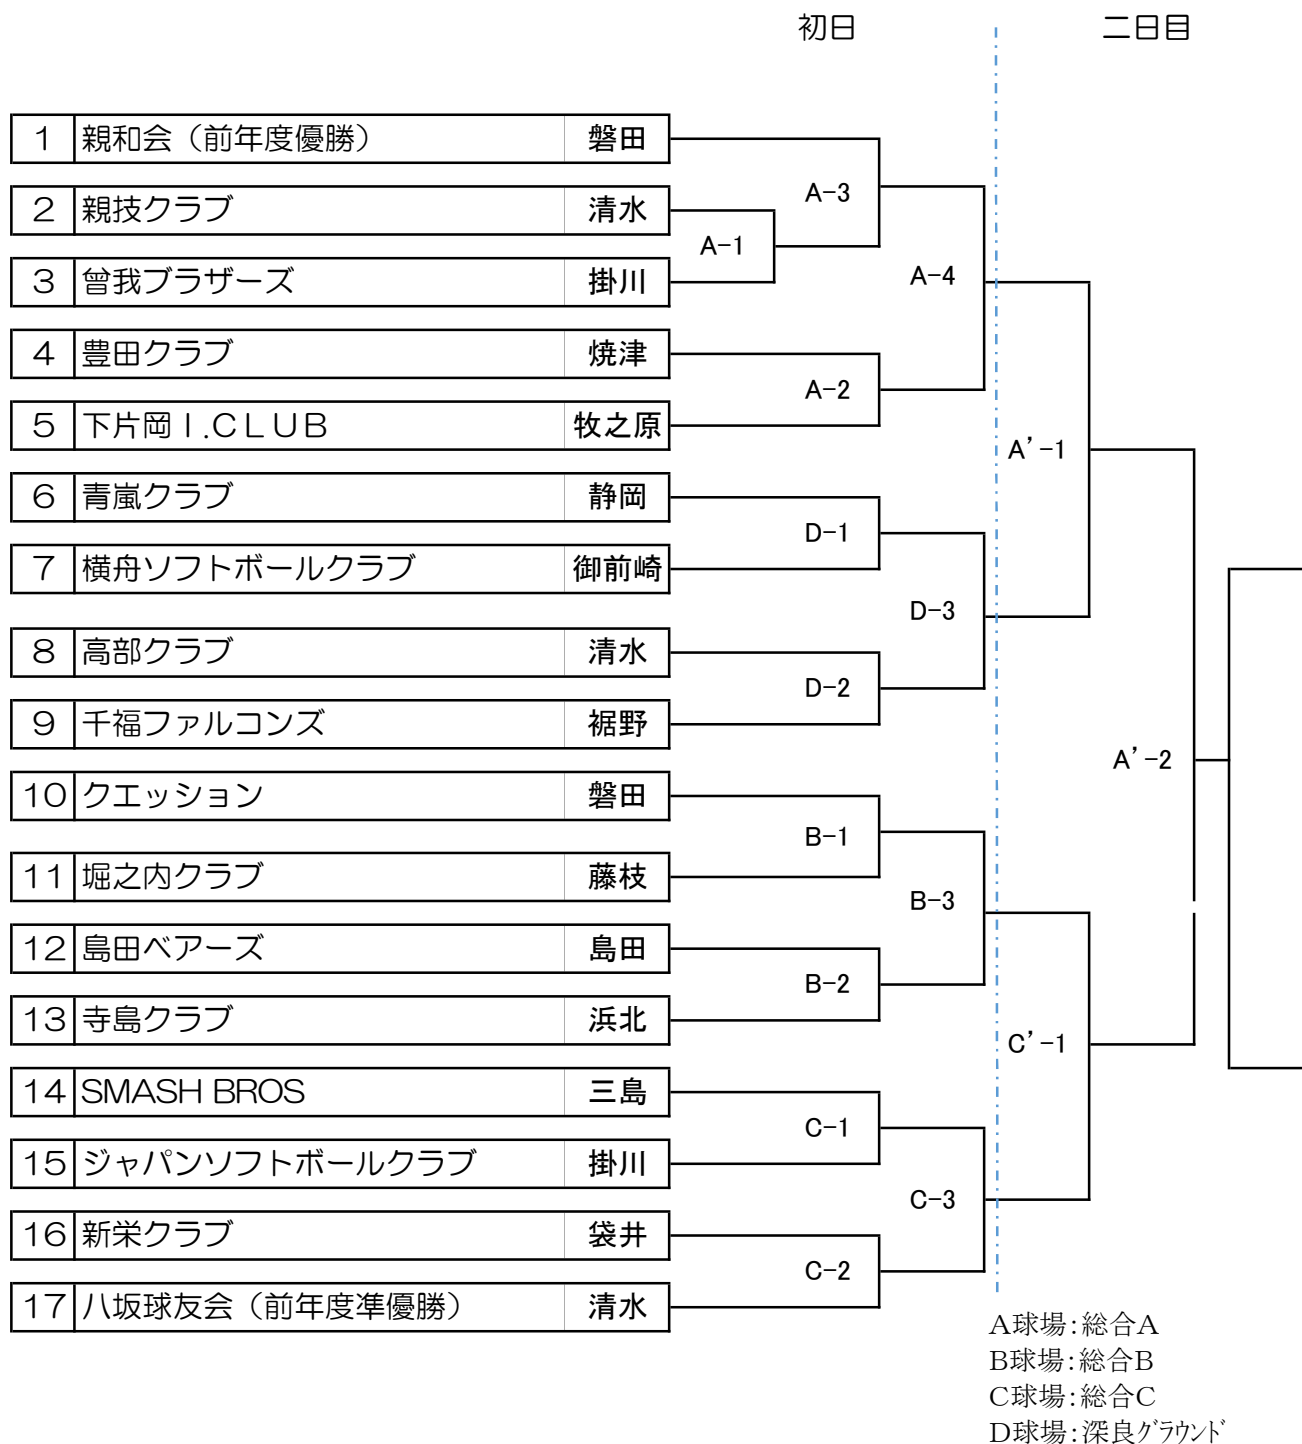 初日 二日目
1 親和会（前年度優勝） 磐田
2 親技クラブ 清水
3 曾我ブラザーズ 掛川
4 豊田クラブ 焼津
5 下片岡Ｉ.ＣＬＵＢ 牧之原
6 青嵐クラブ 静岡
7 横舟ソフトボールクラブ 御前崎
8 高部クラブ 清水
9 千福ファルコンズ 裾野
10 クエッション 磐田
11 堀之内クラブ 藤枝
12 島田ベアーズ 島田
13 寺島クラブ 浜北
14 SMASH BROS 三島
15 ジャパンソフトボールクラブ 掛川
16 新栄クラブ 袋井
17 八坂球友会（前年度準優勝） 清水
A-3
A-1
A-4
A-2
A’-1
D-1
D-3
D-2
A’-2
B-1
B-3
B-2
C’-1
C-1
C-3
C-2
A球場:総合A
B球場:総合B
C球場:総合C
D球場:深良ｸﾞﾗｳﾝﾄﾞ